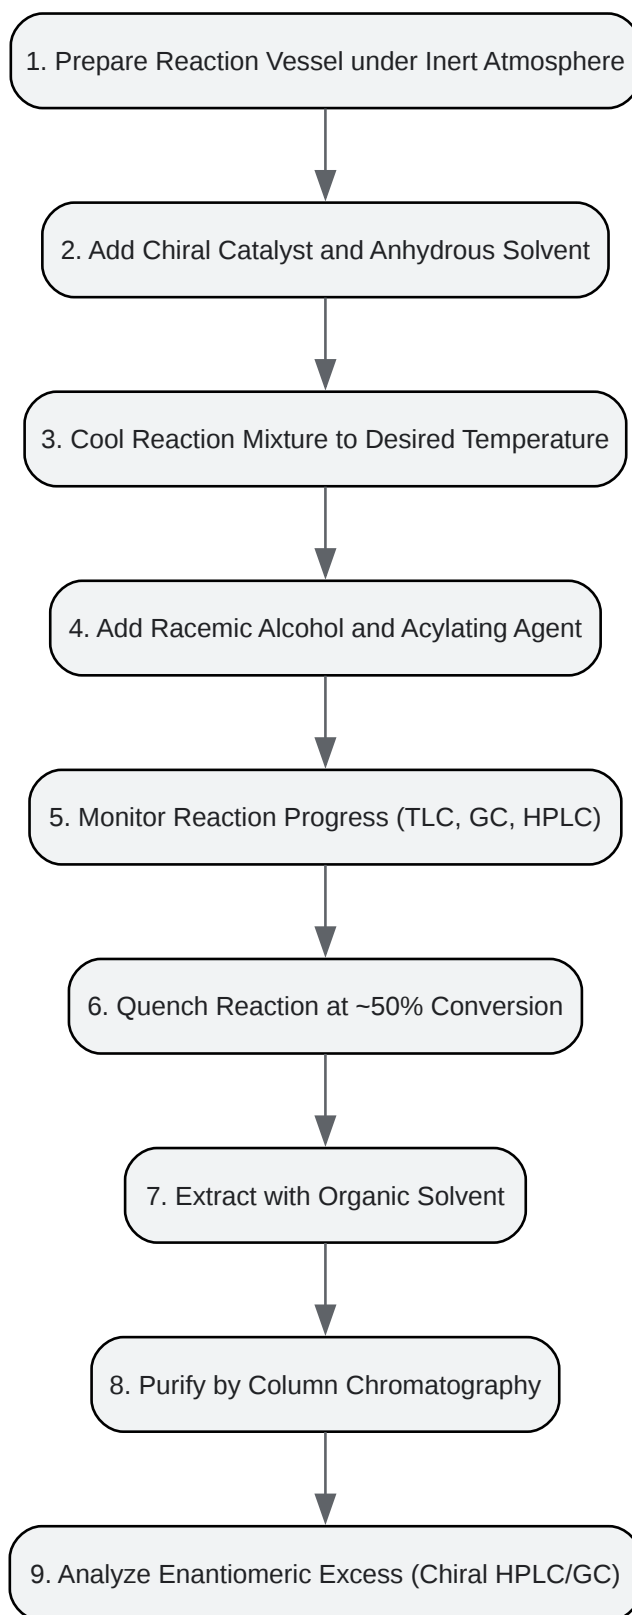 1. Prepare Reaction Vessel under Inert Atmosphere
2. Add Chiral Catalyst and Anhydrous Solvent
3. Cool Reaction Mixture to Desired Temperature
4. Add Racemic Alcohol and Acylating Agent
5. Monitor Reaction Progress (TLC, GC, HPLC)
6. Quench Reaction at ~50% Conversion
7. Extract with Organic Solvent
8. Purify by Column Chromatography
9. Analyze Enantiomeric Excess (Chiral HPLC/GC)